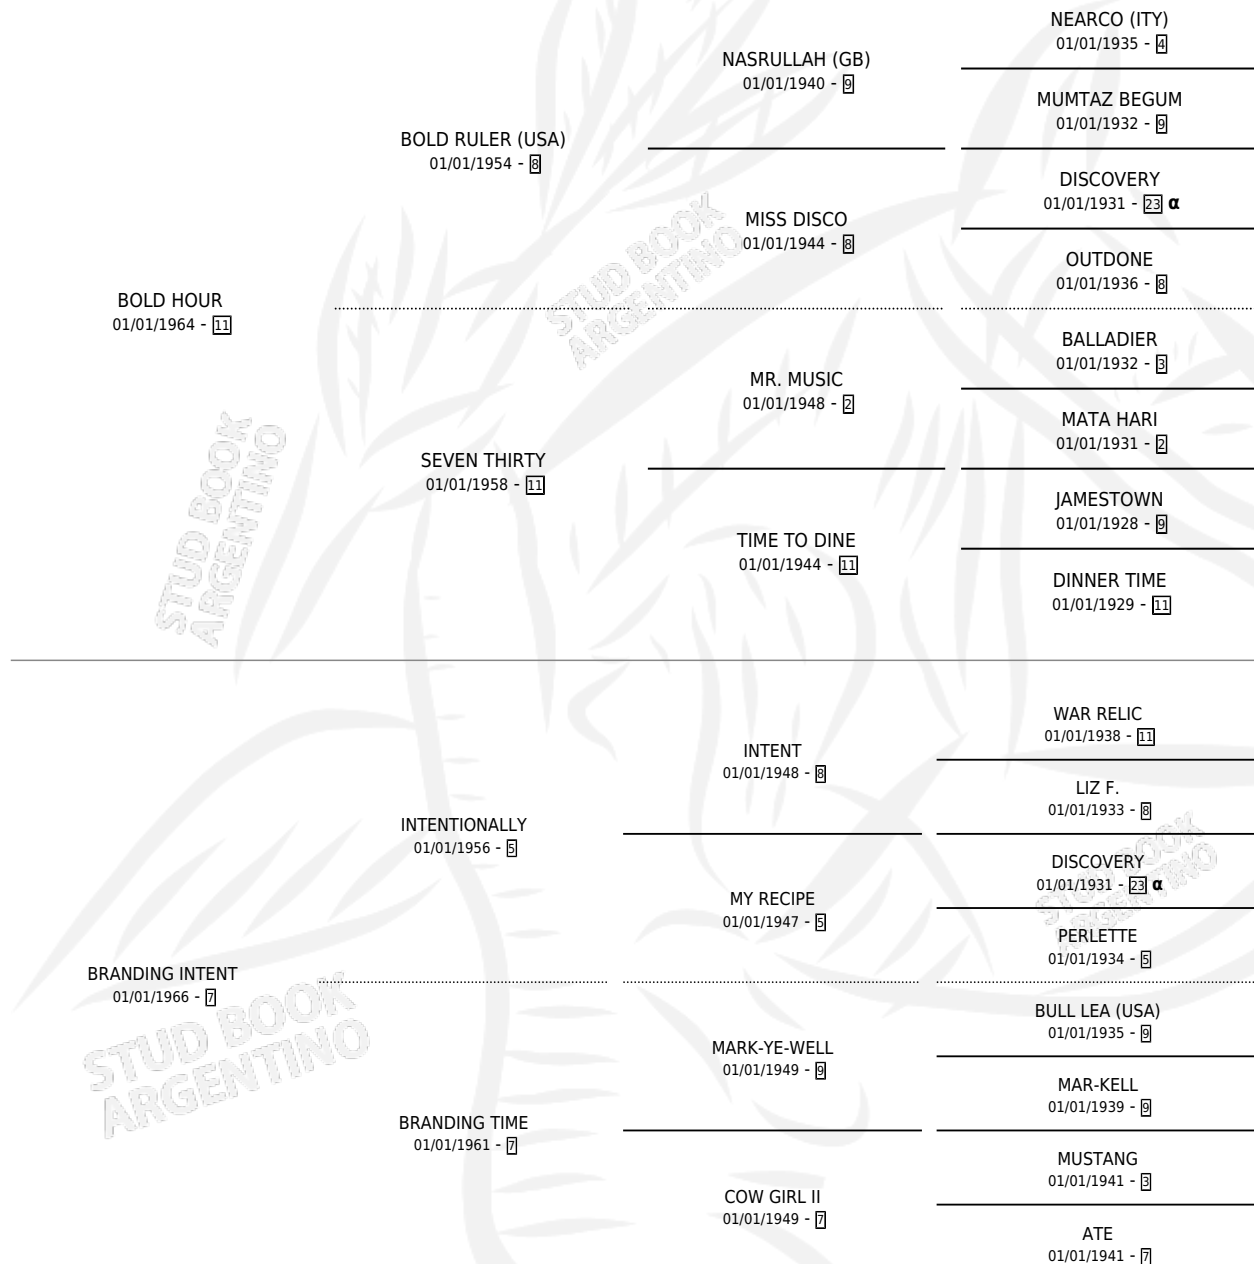 NEARCO (ITY)
01/01/1935 - 4
NASRULLAH (GB)
01/01/1940 - 9
MUMTAZ BEGUM
01/01/1932 - 9
BOLD RULER (USA)
01/01/1954 - 8
DISCOVERY
01/01/1931 - 23 α
MISS DISCO
01/01/1944 - 8
OUTDONE
01/01/1936 - 8
STUD BOOK
ARGENTINO
BOLD HOUR
01/01/1964 - 11
BALLADIER
01/01/1932 - 3
MR. MUSIC
01/01/1948 - 2
MATA HARI
01/01/1931 - 2
SEVEN THIRTY
01/01/1958 - 11
JAMESTOWN
01/01/1928 - 9
TIME TO DINE
01/01/1944 - 11
DINNER TIME
01/01/1929 - 11
STUD BOOK
ARGENTINO
WAR RELIC
01/01/1938 - 11
INTENT
01/01/1948 - 8
LIZ F.
01/01/1933 - 8
INTENTIONALLY
01/01/1956 - 5
DISCOVERY
01/01/1931 - 23 α
STUD BOOK
ARGENTINO
MY RECIPE
01/01/1947 - 5
PERLETTE
01/01/1934 - 5
BRANDING INTENT
01/01/1966 - 7
STUD BOOK
ARGENTINO
BULL LEA (USA)
01/01/1935 - 9
MARK-YE-WELL
01/01/1949 - 9
MAR-KELL
01/01/1939 - 9
BRANDING TIME
01/01/1961 - 7
MUSTANG
01/01/1941 - 3
COW GIRL II
01/01/1949 - 7
ATE
01/01/1941 - 7